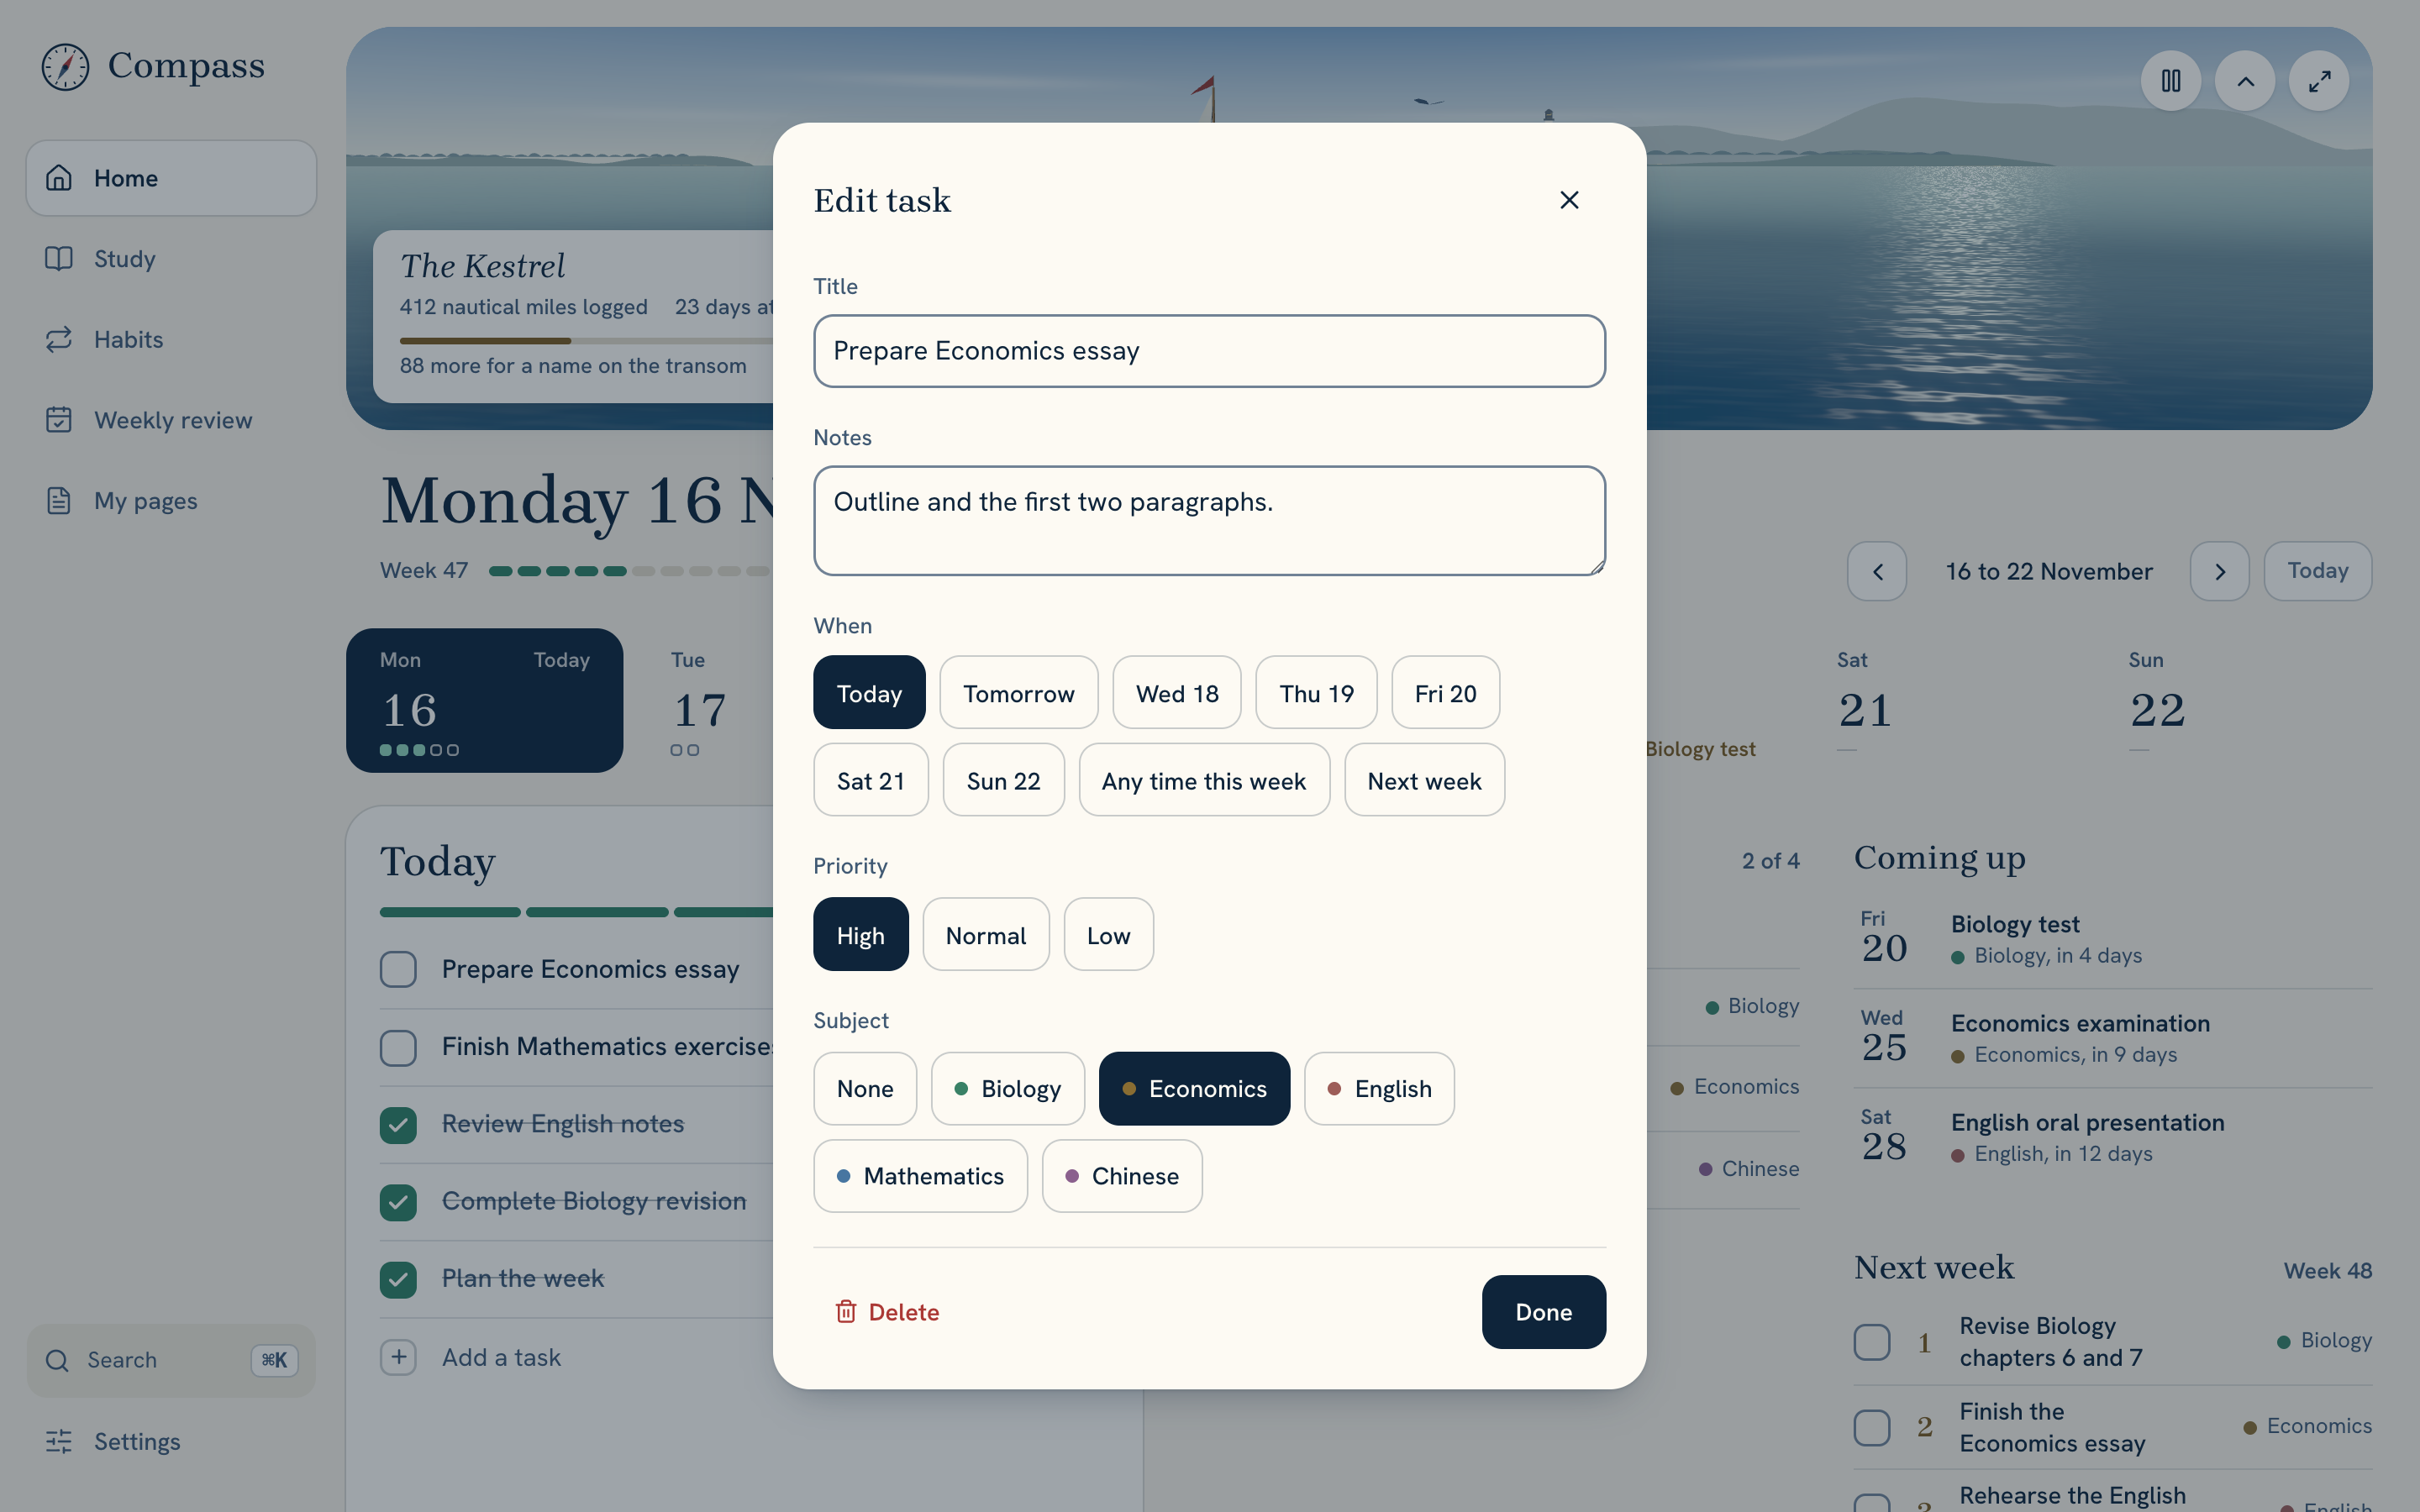 Compass
Home
Study
Habits
Weekly review
My pages
Search
⌘K
Settings
The Kestrel
412 nautical miles logged 23 days at
88 more for a name on the transom
Monday 16 N
Week 47
16 to 22 November
Today
Mon Today
16
Tue
17
Biology test
Sat
21
Sun
22
Today
Prepare Economics essay
Finish Mathematics exercises
Review English notes
Complete Biology revision
Plan the week
Add a task
Edit task
Title
Prepare Economics essay
Notes
Outline and the first two paragraphs.
When
Today Tomorrow Wed 18 Thu 19 Fri 20
Sat 21 Sun 22 Any time this week Next week
Priority
High Normal Low
Subject
None Biology Economics English
Mathematics Chinese
Delete
Done
2 of 4
Biology
Economics
Chinese
Coming up
Fri
20
Biology test
Biology, in 4 days
Wed
25
Economics examination
Economics, in 9 days
Sat
28
English oral presentation
English, in 12 days
Next week
Week 48
1
Revise Biology
chapters 6 and 7
Biology
2
Finish the
Economics essay
Economics
3
Rehearse the English
English